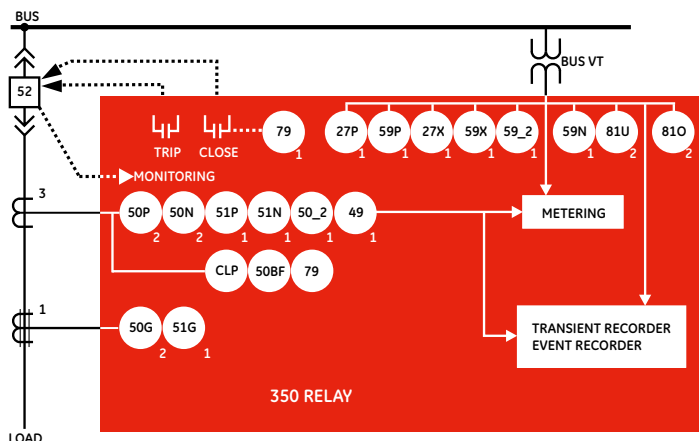 BUS
BUS VT
52
79
1
27P
1
59P
1
27X
1
59X
1
59_2
1
59N
1
81U
2
81O
2
TRIP
CLOSE
MONITORING
3
50P
2
50N
2
51P
1
51N
1
50_2
1
49
1
METERING
CLP
50BF
79
1
50G
2
51G
1
TRANSIENT RECORDER
EVENT RECORDER
350 RELAY
LOAD